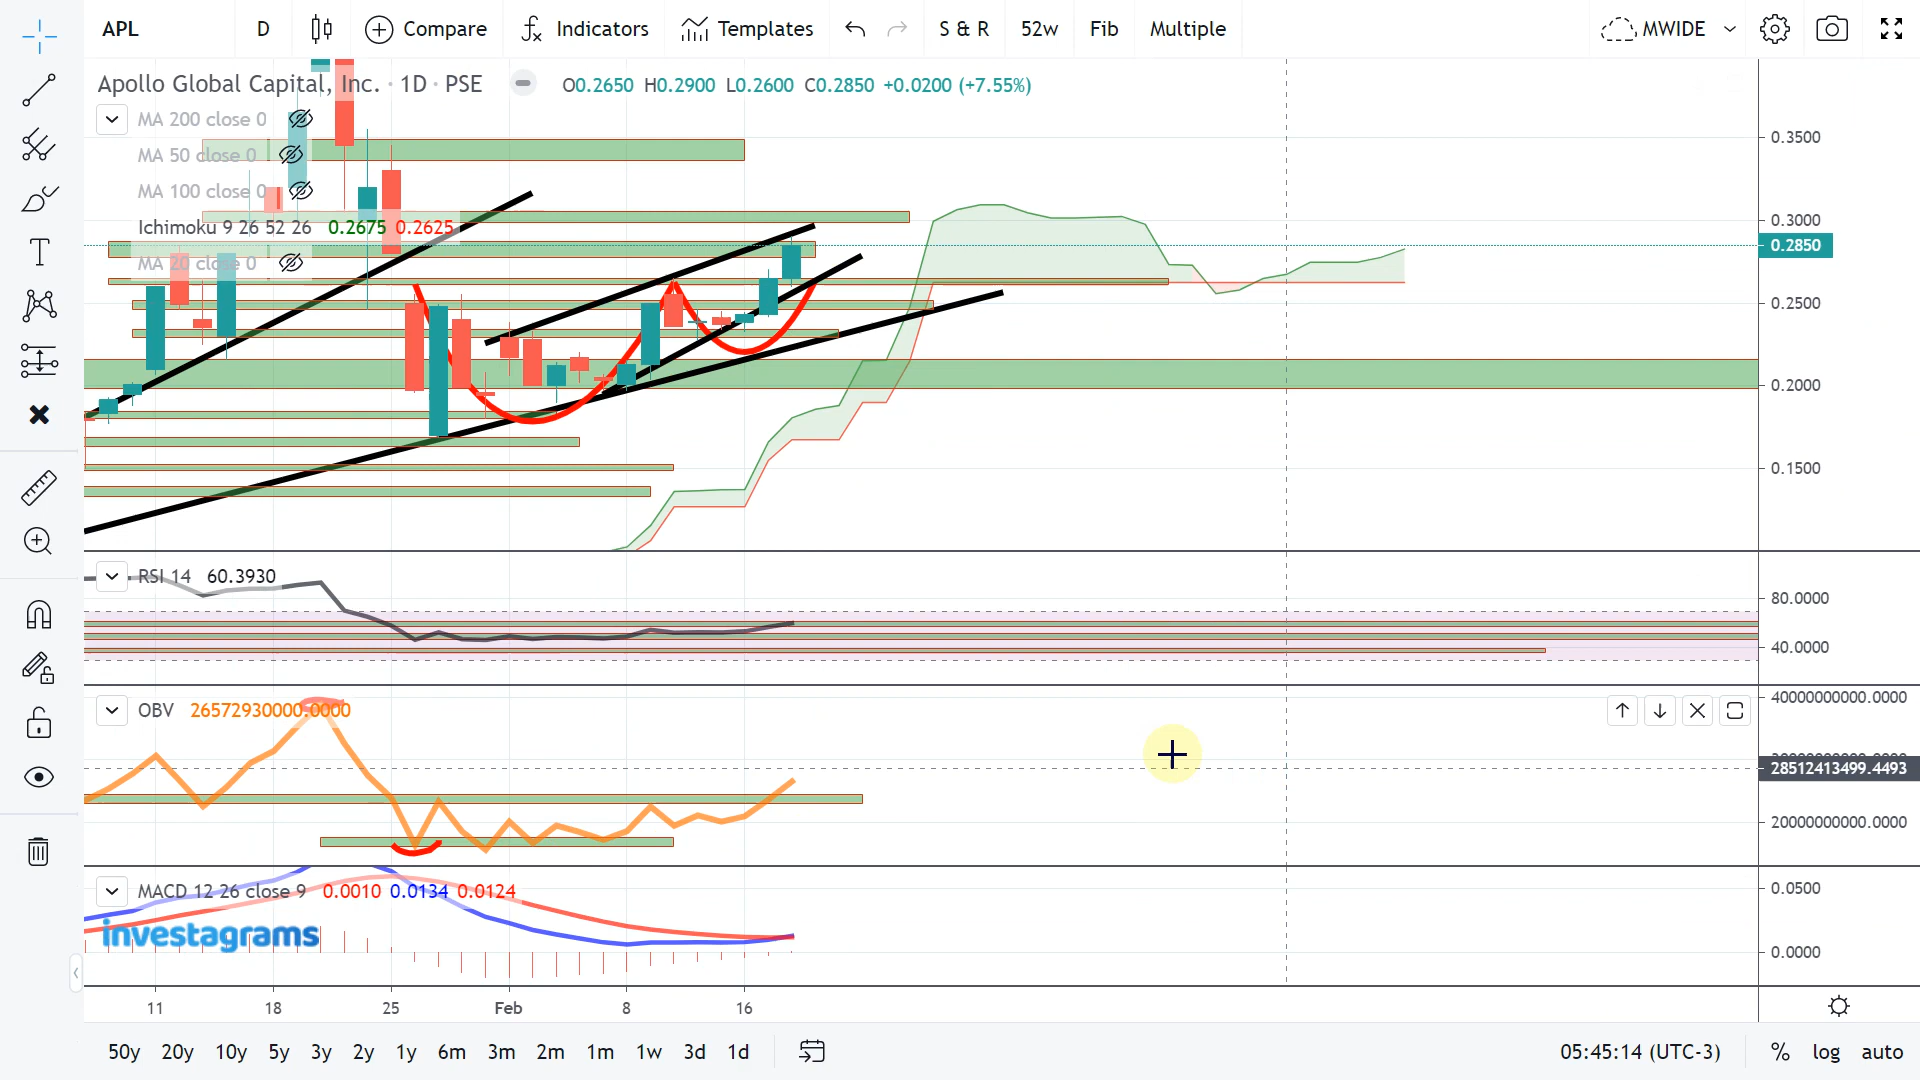 APL D Compare Indicators Templates S & R 52w Fib Multiple MWIDE
Apollo Global Capital, Inc. · 1D · PSE O0.2650 H0.2900 L0.2600 C0.2850 +0.0200 (+7.55%)
MA 200 close 0
MA 50 close 0
MA 100 close 0
Ichimoku 9 26 52 26 0.2675 0.2625
MA 20 close 0
0.3500
0.3000
0.2850
0.2500
0.2000
0.1500
RSI 14 60.3930
80.0000
40.0000
OBV 26572930000.0000
40000000000.0000
28512413499.4493
20000000000.0000
MACD 12 26 close 9 0.0010 0.0134 0.0124
0.0500
0.0000
investagrams
11 18 25 Feb 8 16
50y 20y 10y 5y 3y 2y 1y 6m 3m 2m 1m 1w 3d 1d 05:45:14 (UTC-3) % log auto